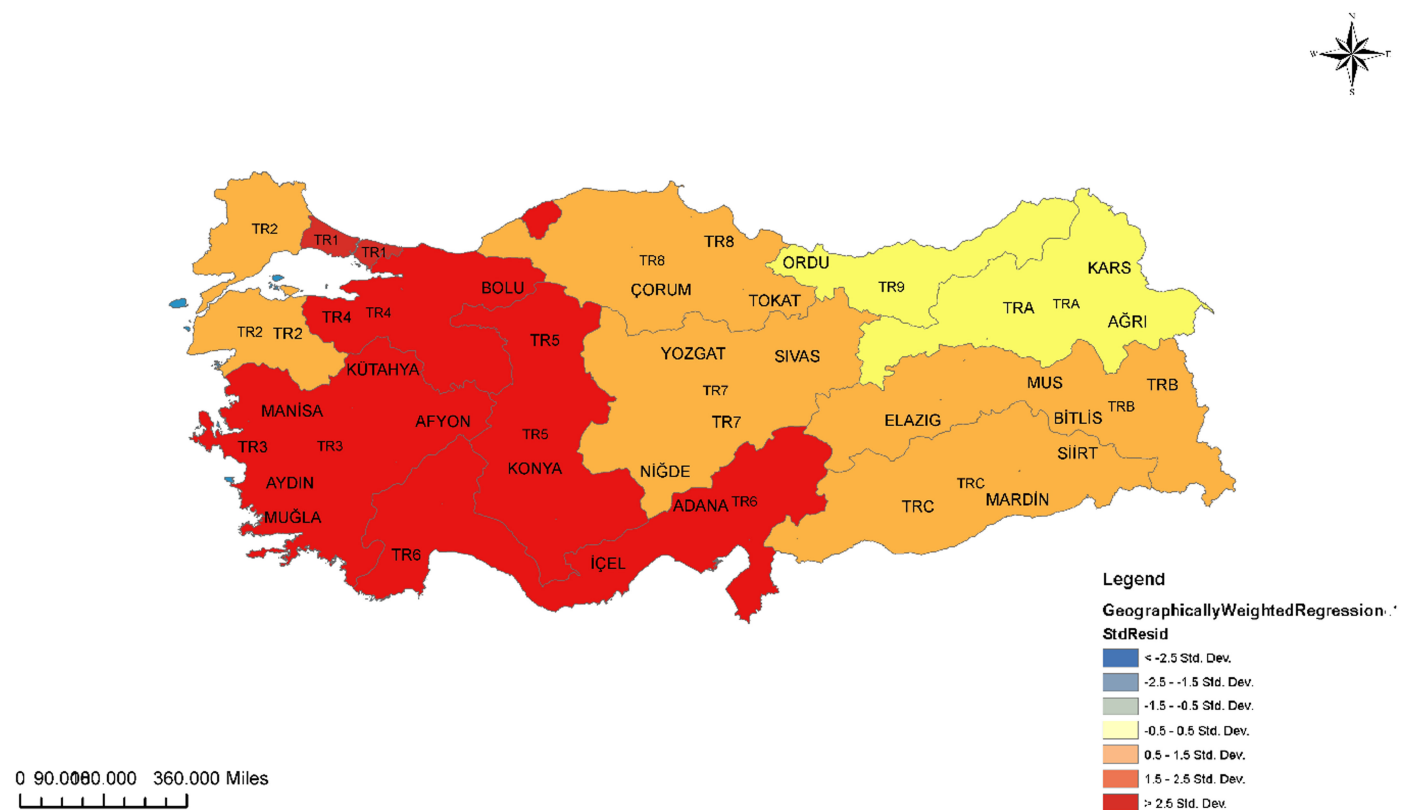 N
W E
S
TR2
TR1
TR1
TR8
TR8
ORDU
KARS
TR9
ÇORUM
TOKAT
BOLU
TRA
TRA
AĞRI
TR4
TR4
TR2
TR2
TR5
YOZGAT
SIVAS
KÜTAHYA
MUS
TRB
TR7
TRB
MANİSA
AFYON
TR7
ELAZIG
BİTLİS
TR3
TR3
TR5
SİİRT
KONYA
NİĞDE
AYDIN
TRC
MARDİN
TRC
ADANA
TR6
MUĞLA
TR6
İÇEL
Legend
GeographicallyWeightedRegression
StdResid
< -2.5 Std. Dev.
-2.5 - -1.5 Std. Dev.
-1.5 - -0.5 Std. Dev.
-0.5 - 0.5 Std. Dev.
0.5 - 1.5 Std. Dev.
1.5 - 2.5 Std. Dev.
> 2.5 Std. Dev.
0 360.000 Miles